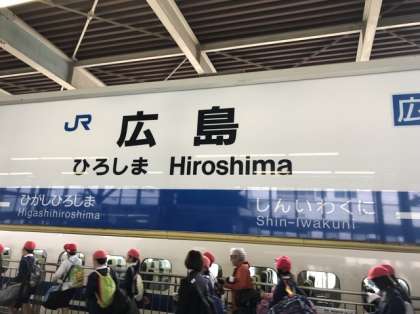 JR 広島 広
ひろしま Hiroshima
ひがしひろしま しんいわくに
Higashihiroshima Shin-Iwakuni